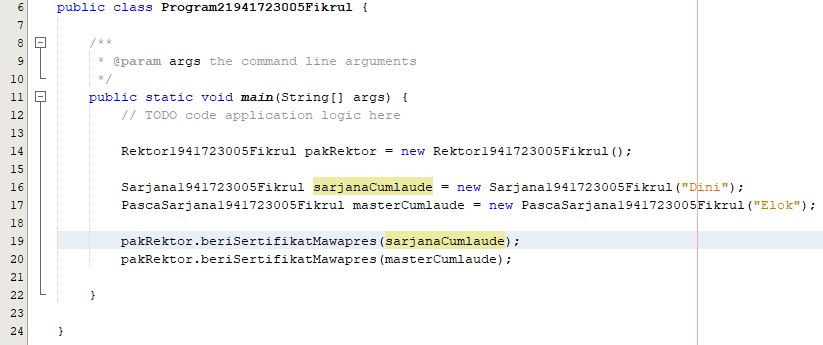 6 public class Program21941723005Fikrul {
7
8 /**
9 * @param args the command line arguments
10 */
11 public static void main(String[] args) {
12 // TODO code application logic here
13
14 Rektor1941723005Fikrul pakRektor = new Rektor1941723005Fikrul();
15
16 Sarjana1941723005Fikrul sarjanaCumlaude = new Sarjana1941723005Fikrul("Dini");
17 PascaSarjana1941723005Fikrul masterCumlaude = new PascaSarjana1941723005Fikrul("Elok");
18
19 pakRektor.beriSertifikatMawapres(sarjanaCumlaude);
20 pakRektor.beriSertifikatMawapres(masterCumlaude);
21
22 }
23
24 }